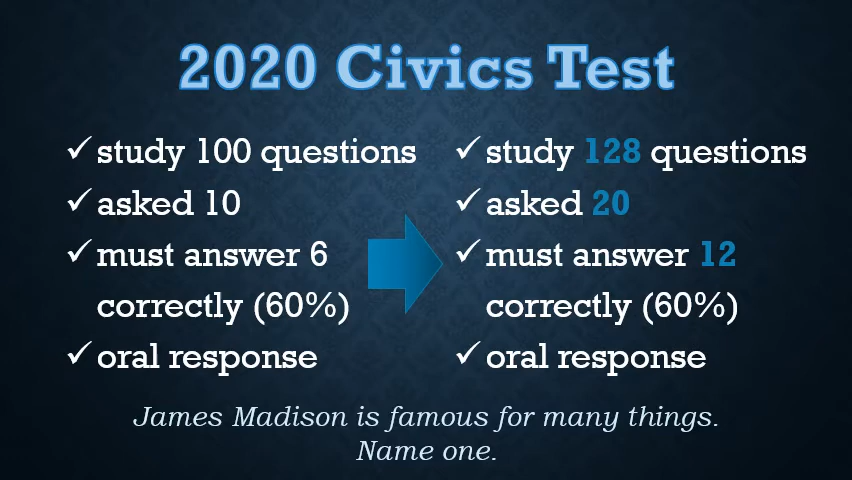 2020 Civics Test
✓ study 100 questions
✓ asked 10
✓ must answer 6
correctly (60%)
✓ oral response
✓ study 128 questions
✓ asked 20
✓ must answer 12
correctly (60%)
✓ oral response
James Madison is famous for many things.
Name one.